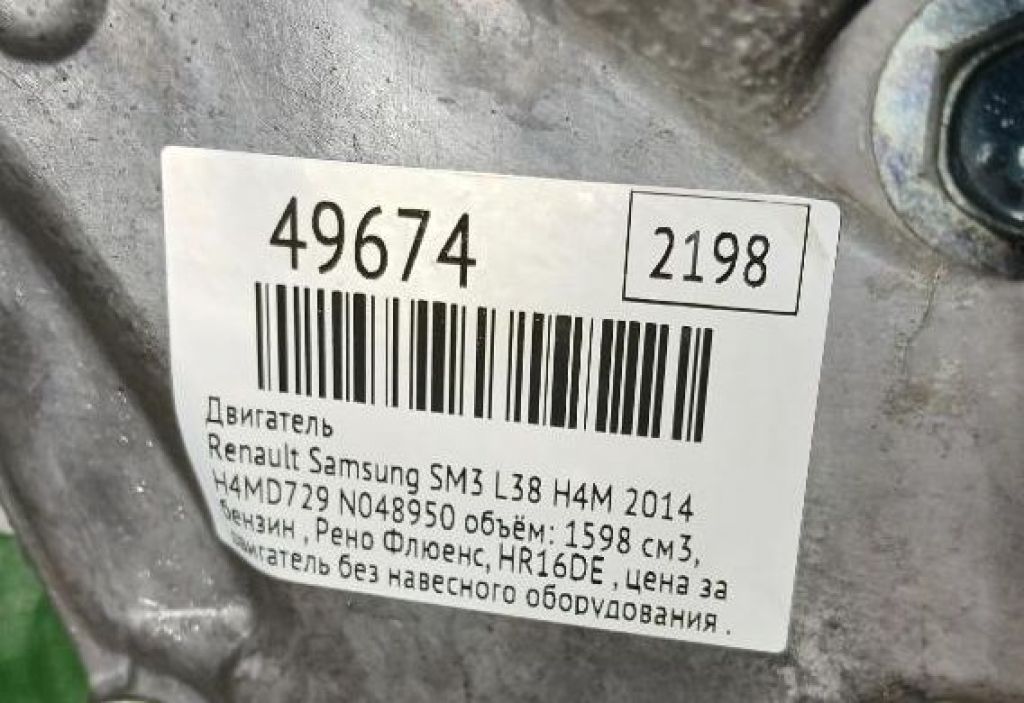 49674
2198
Двигатель
Renault Samsung SM3 L38 H4M 2014
H4MD729 N048950 объём: 1598 см3,
бензин , Рено Флюенс, HR16DE , цена за
двигатель без навесного оборудования .